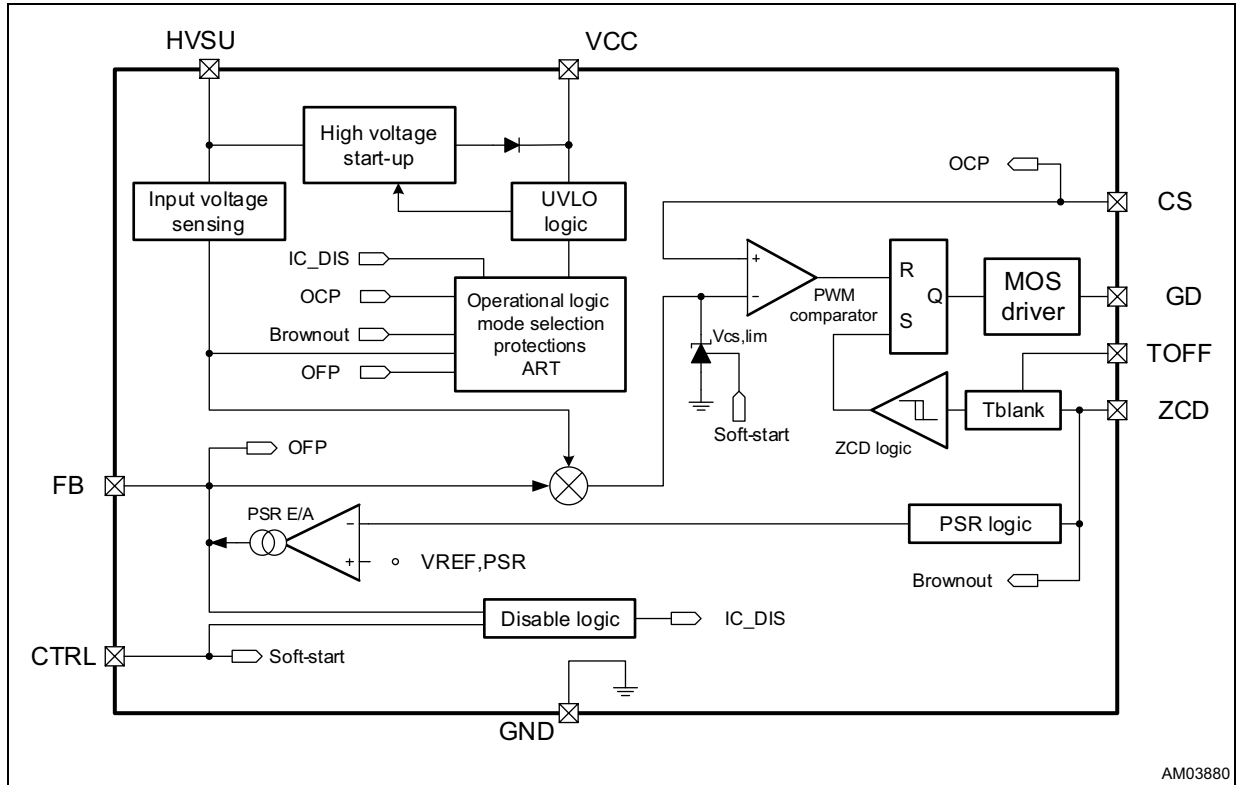 HVSU
VCC
High voltage
start-up
OCP
CS
Input voltage
sensing
UVLO
logic
IC_DIS
OCP
Brownout
OFP
Operational logic
mode selection
protections
ART
+
−
PWM
comparator
R
S
Q
MOS
driver
GD
Vcs,lim
TOFF
Soft-start
ZCD logic
Tblank
ZCD
OFP
FB
PSR E/A
−
+
VREF,PSR
PSR logic
Brownout
Disable logic
IC_DIS
CTRL
Soft-start
GND
AM03880